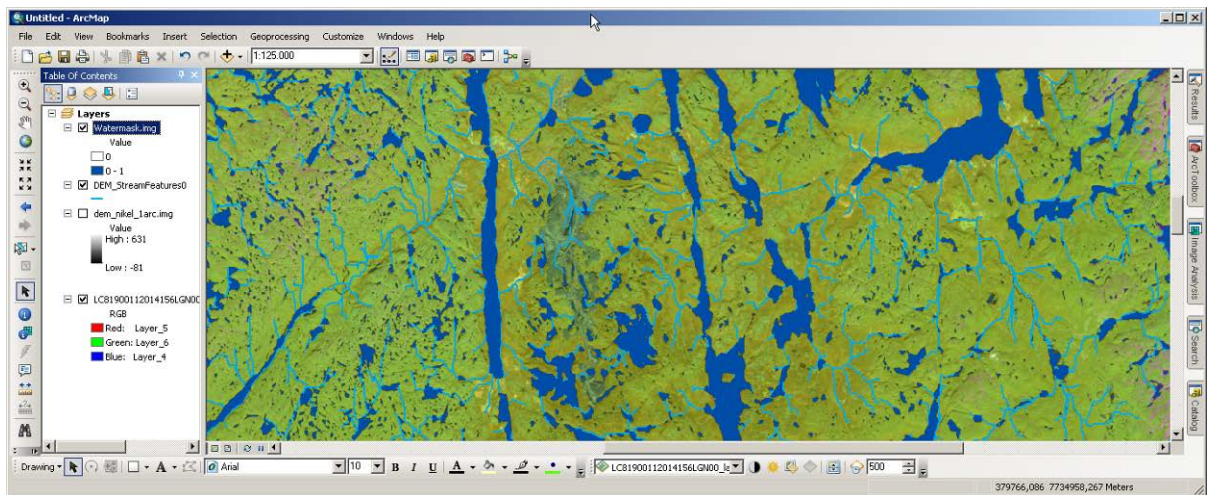 Untitled - ArcMap
File Edit View Bookmarks Insert Selection Geoprocessing Customize Windows Help
1:125.000
Table Of Contents
Layers
Watermask.img
Value
0
0 - 1
DEM_StreamFeatures0
dem_nikel_1arc.img
Value
High : 631
Low : -81
LC81900112014156LGN00
RGB
Red: Layer_5
Green: Layer_6
Blue: Layer_4
Results
ArcToolbox
Image Analysis
Search
Catalog
Drawing Arial 10 B I U A LC81900112014156LGN00_la 500
379766,086 7734958,267 Meters